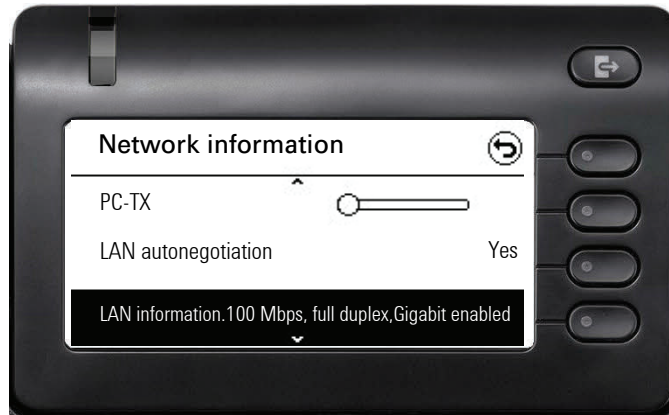 Network information
PC-TX
LAN autonegotiation Yes
LAN information.100 Mbps, full duplex,Gigabit enabled